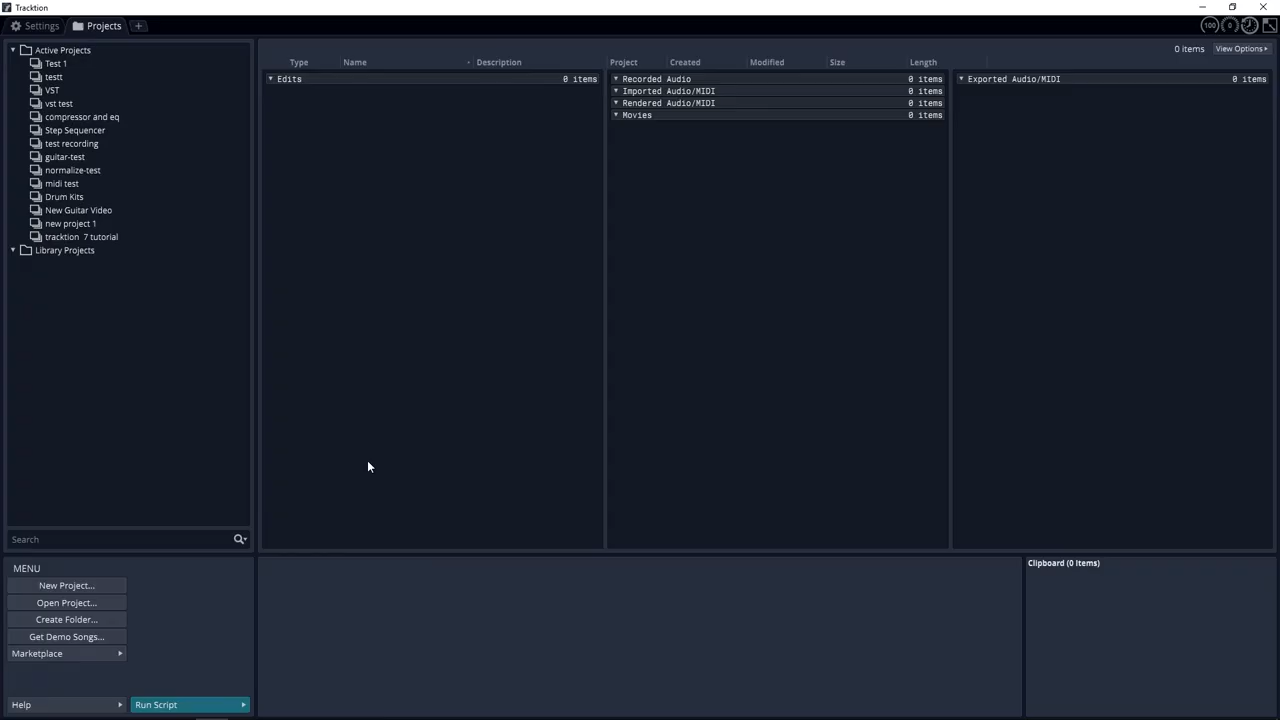 Tracktion
Settings
Projects
100
0
0 items
View Options
Active Projects
Test 1
testt
VST
vst test
compressor and eq
Step Sequencer
test recording
guitar-test
normalize-test
midi test
Drum Kits
New Guitar Video
new project 1
tracktion 7 tutorial
Library Projects
Search
Type Name Description Project Created Modified Size Length
Edits 0 items
Recorded Audio 0 items
Imported Audio/MIDI 0 items
Rendered Audio/MIDI 0 items
Movies 0 items
Exported Audio/MIDI 0 items
MENU
New Project...
Open Project...
Create Folder...
Get Demo Songs...
Marketplace
Help
Run Script
Clipboard (0 Items)